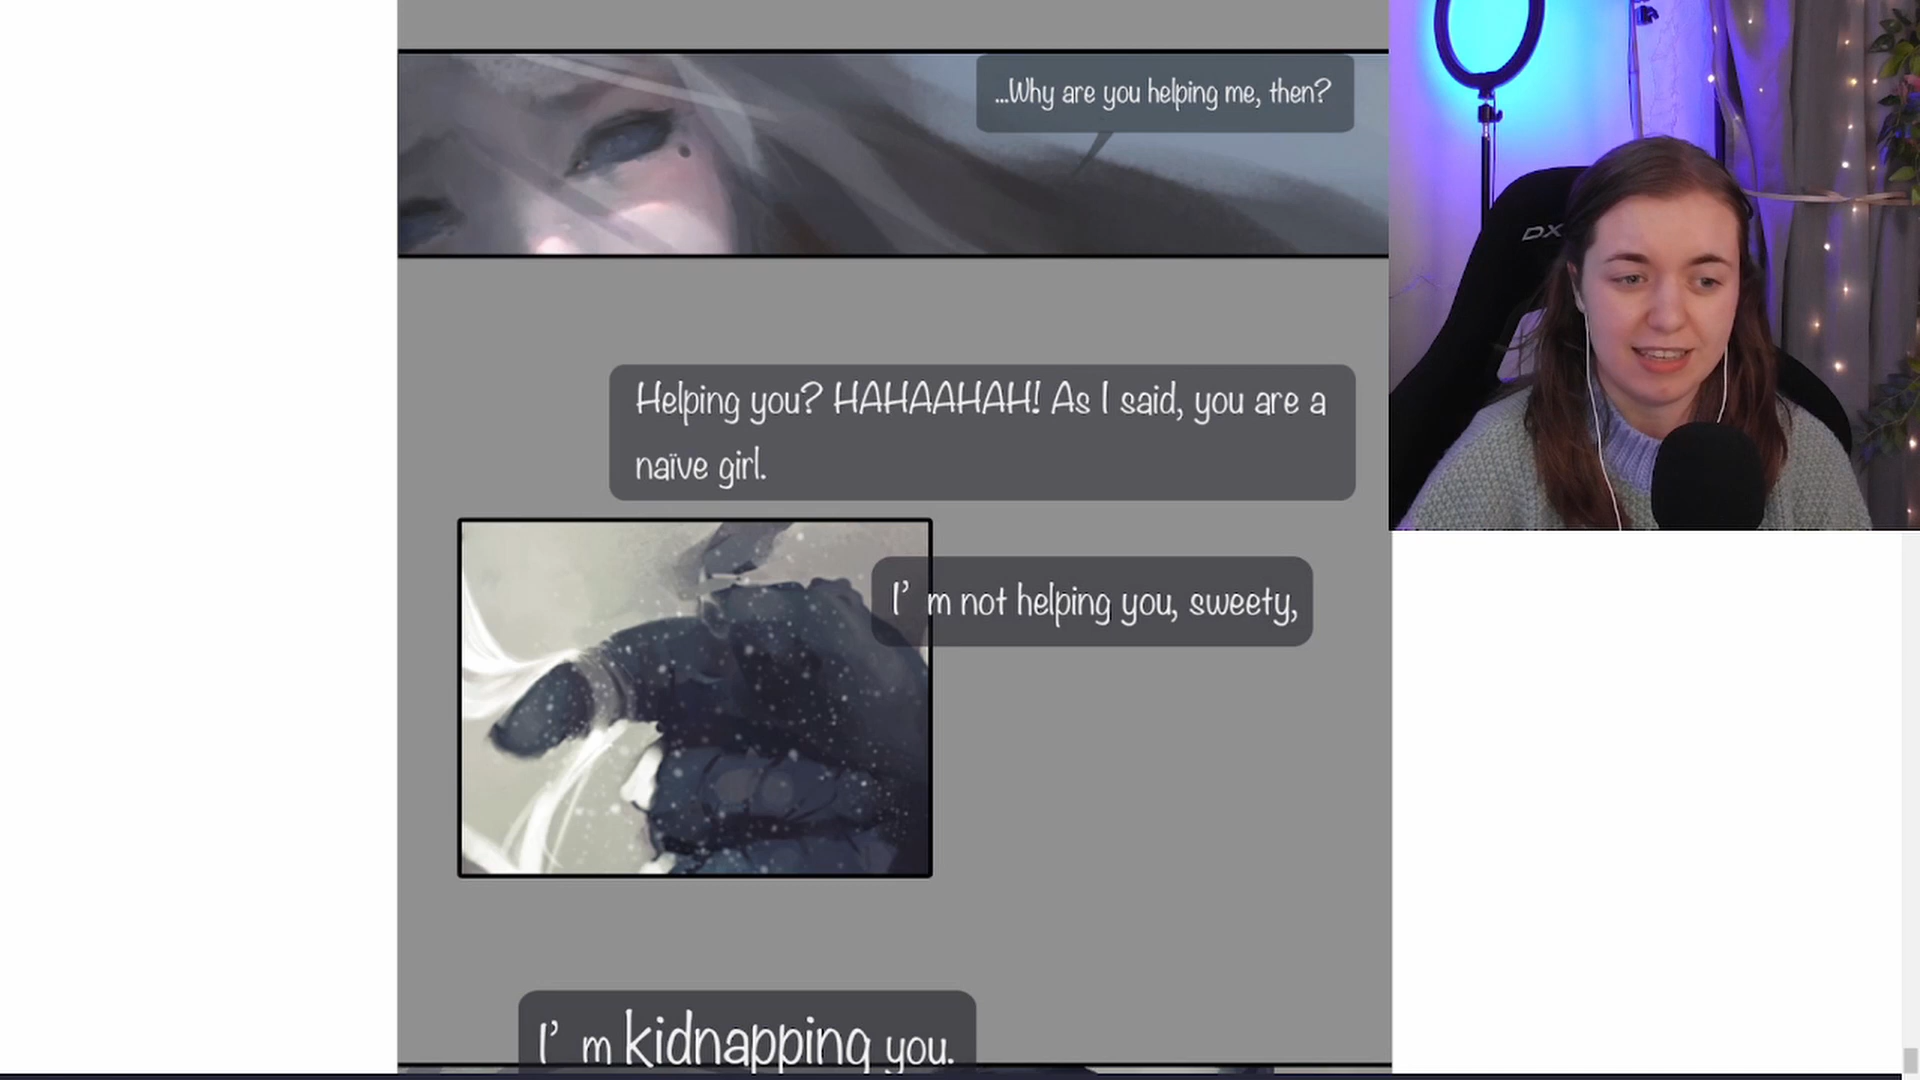 ...Why are you helping me, then?
Helping you? HAHAAHAH! As I said, you are a
naïve girl.
I’ m not helping you, sweety,
I’ m kidnapping you.
DX